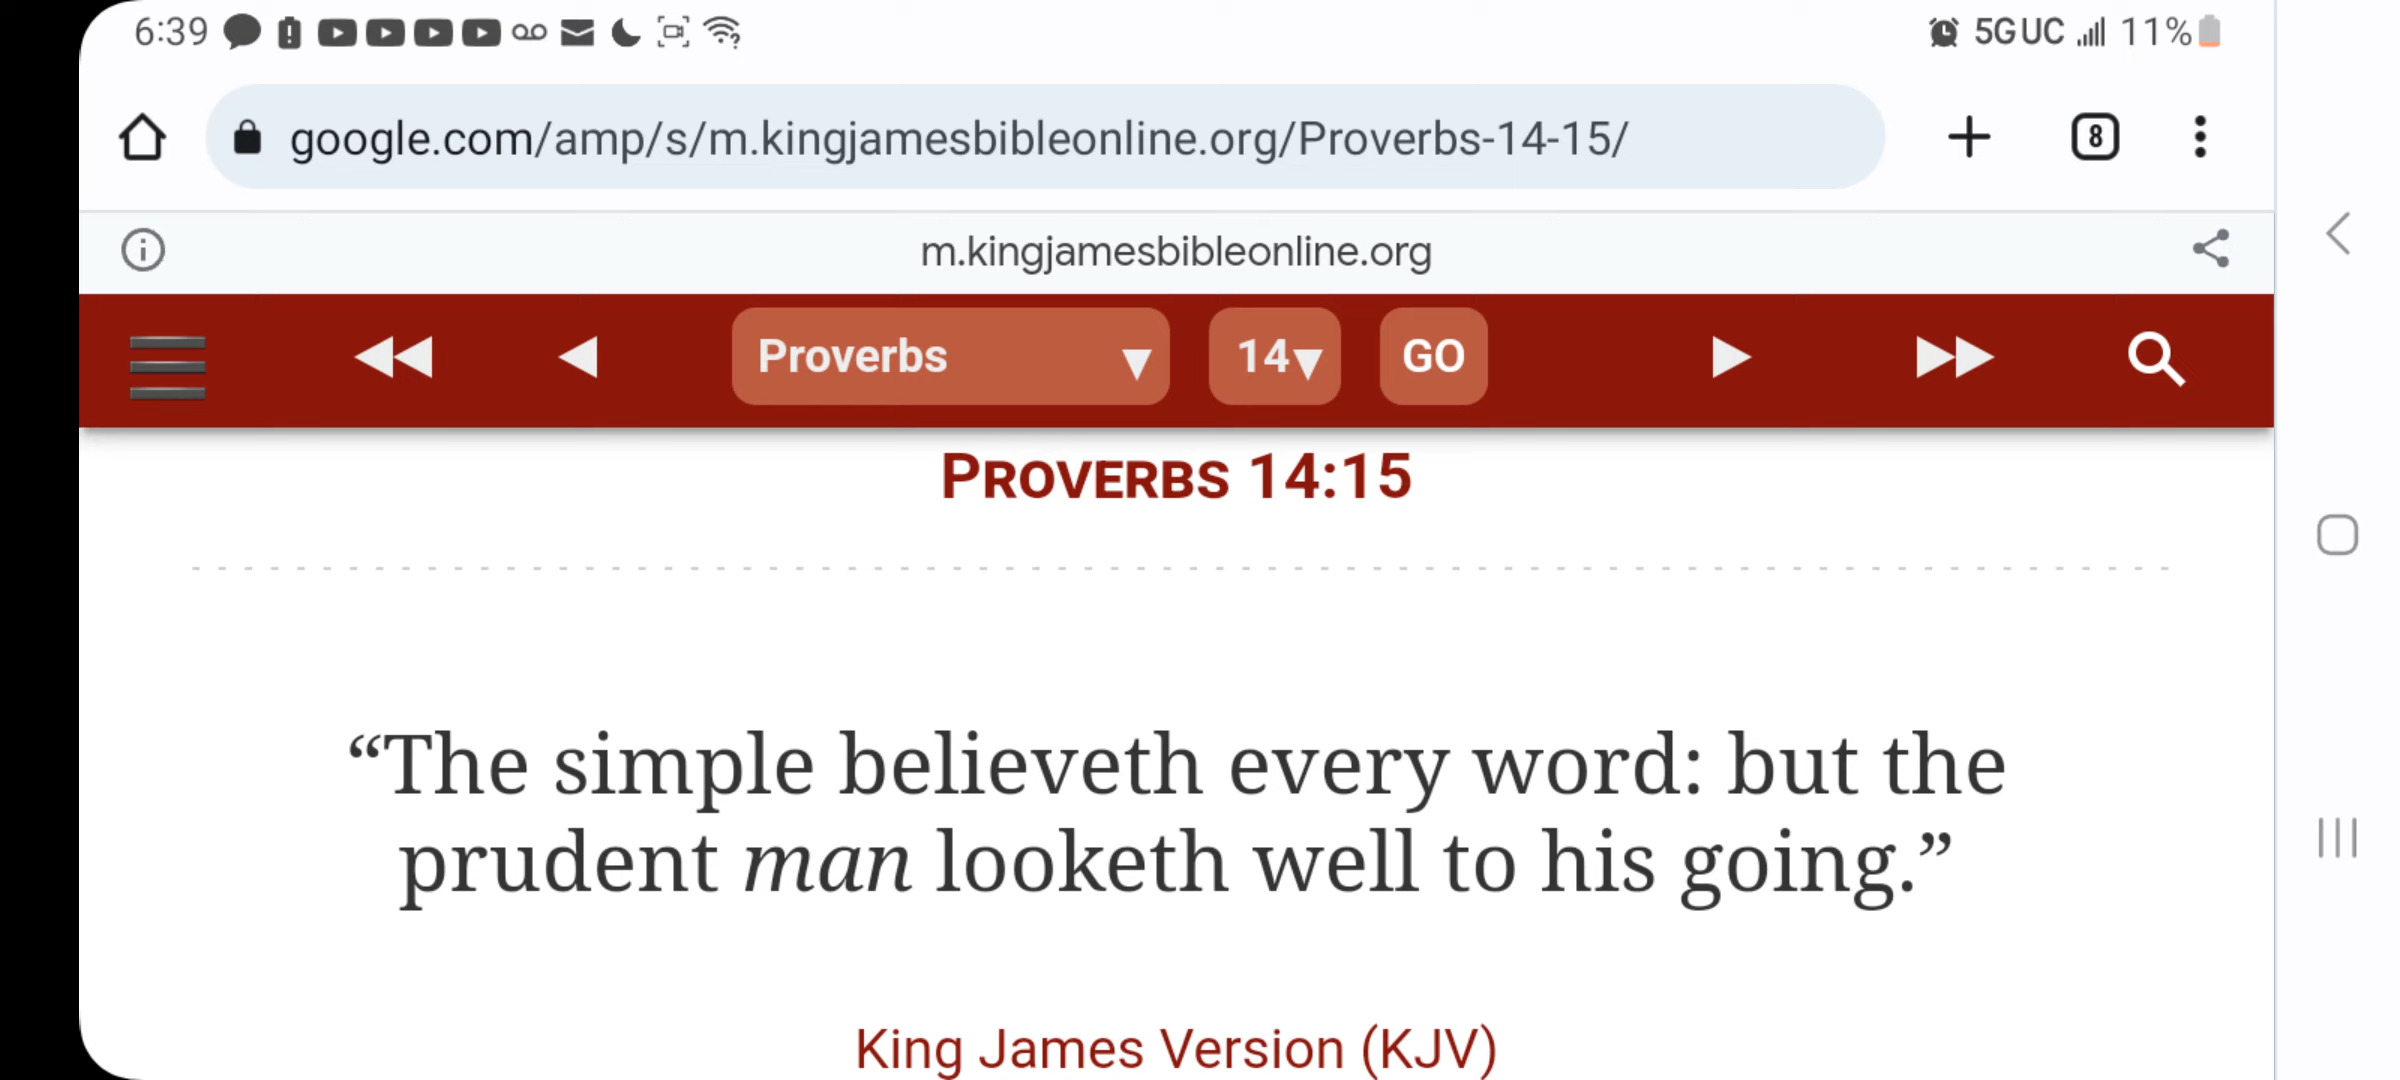 6:39 5G UC 11%
google.com/amp/s/m.kingjamesbibleonline.org/Proverbs-14-15/ 8
m.kingjamesbibleonline.org
Proverbs 14 GO
PROVERBS 14:15
“The simple believeth every word: but the
prudent man looketh well to his going.”
King James Version (KJV)